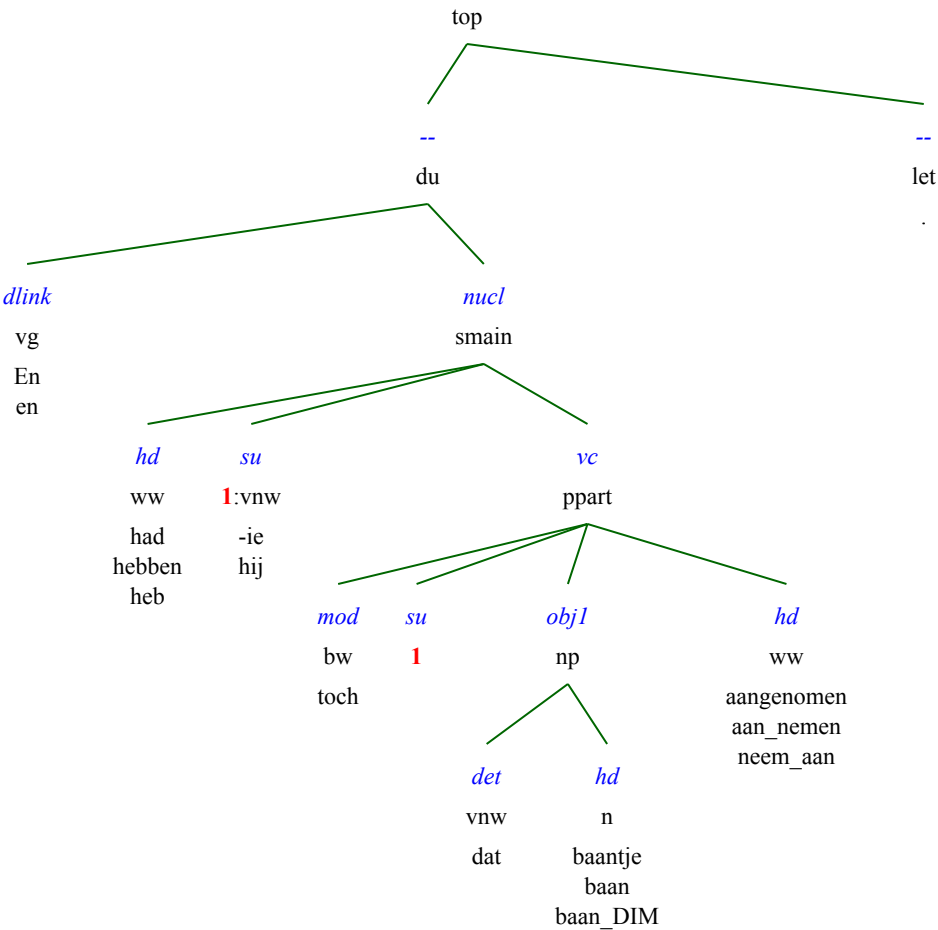 top
-- --
du let
.
dlink nucl
vg smain
En
en
hd su vc
ww 1:vnw ppart
had -ie
hebben hij
heb
mod su obj1 hd
bw 1 np ww
toch aangenomen
aan_nemen
neem_aan
det hd
vnw n
dat baantje
baan
baan_DIM